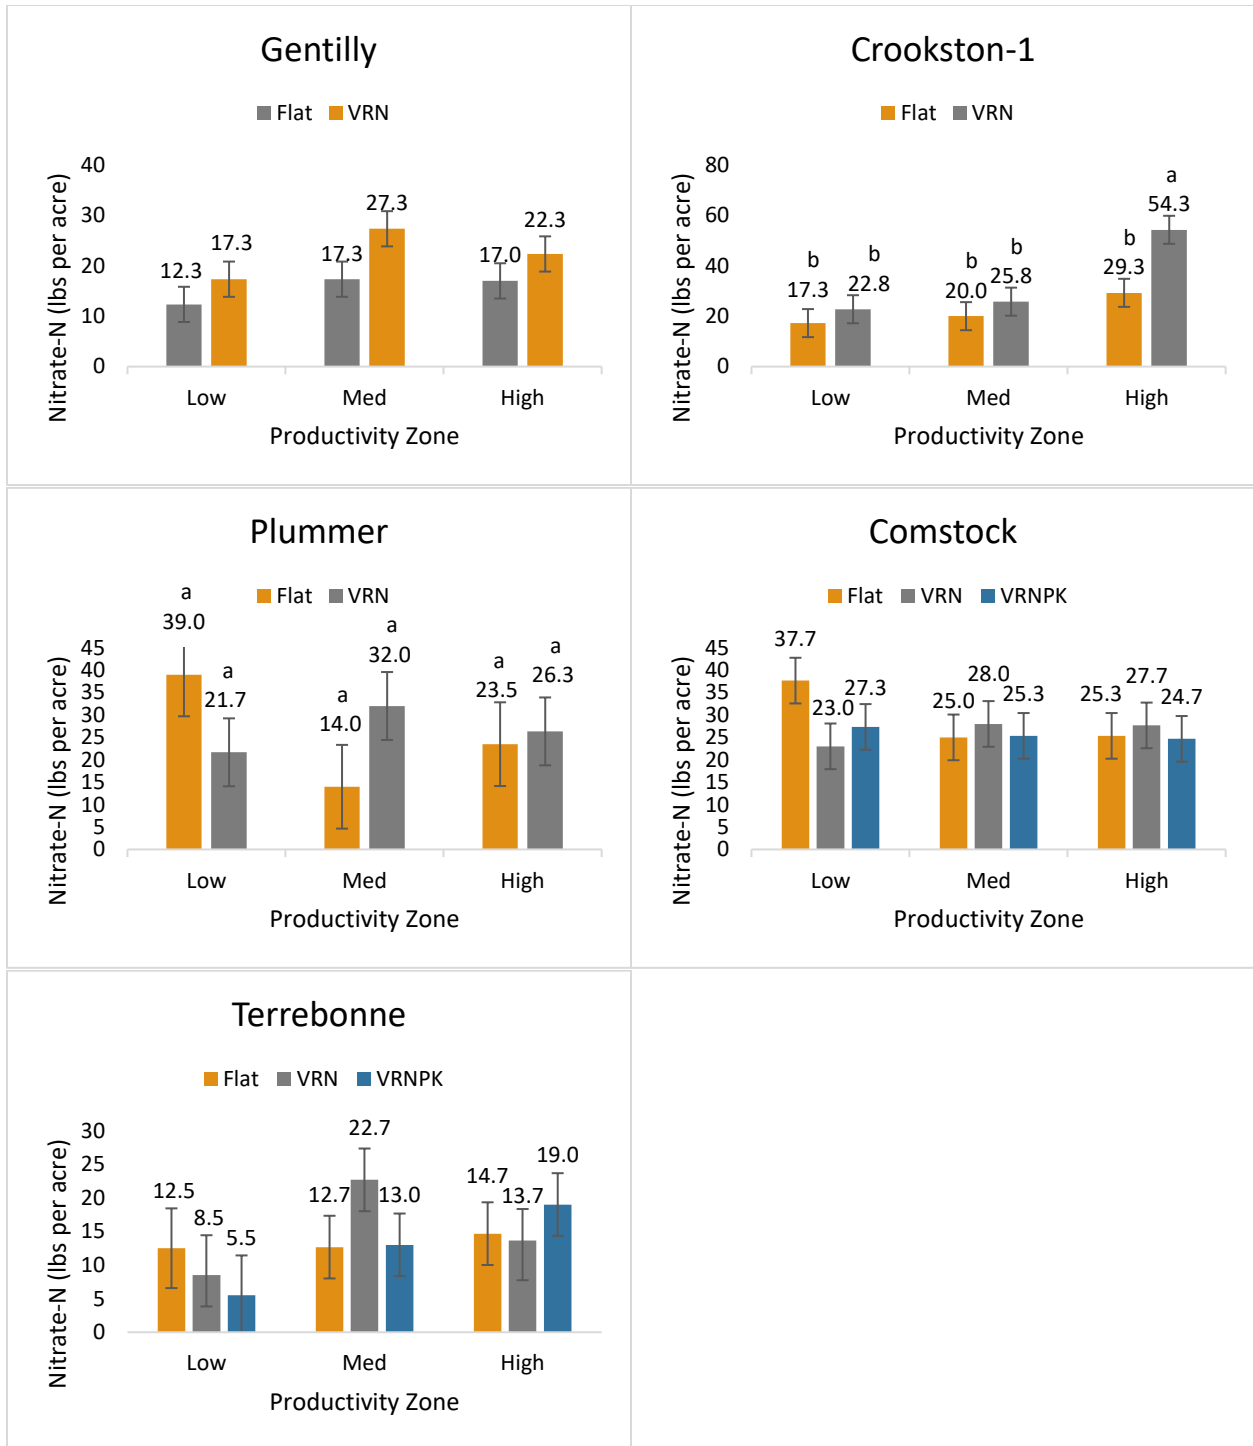 Gentilly
Flat VRN
Nitrate-N (lbs per acre)
40
30
20
10
0
12.3 17.3 17.3 27.3 17.0 22.3
Low Med High
Productivity Zone
Crookston-1
Flat VRN
Nitrate-N (lbs per acre)
80
60
40
20
0
b b b b b a
17.3 22.8 20.0 25.8 29.3 54.3
Low Med High
Productivity Zone
Plummer
Flat VRN
Nitrate-N (lbs per acre)
45
40
35
30
25
20
15
10
5
0
a a a a a a
39.0 21.7 14.0 32.0 23.5 26.3
Low Med High
Productivity Zone
Comstock
Flat VRN VRNPK
Nitrate-N (lbs per acre)
45
40
35
30
25
20
15
10
5
0
37.7 23.0 27.3 25.0 28.0 25.3 25.3 27.7 24.7
Low Med High
Productivity Zone
Terrebonne
Flat VRN VRNPK
Nitrate-N (lbs per acre)
30
25
20
15
10
5
0
12.5 8.5 5.5 12.7 22.7 13.0 14.7 13.7 19.0
Low Med High
Productivity Zone